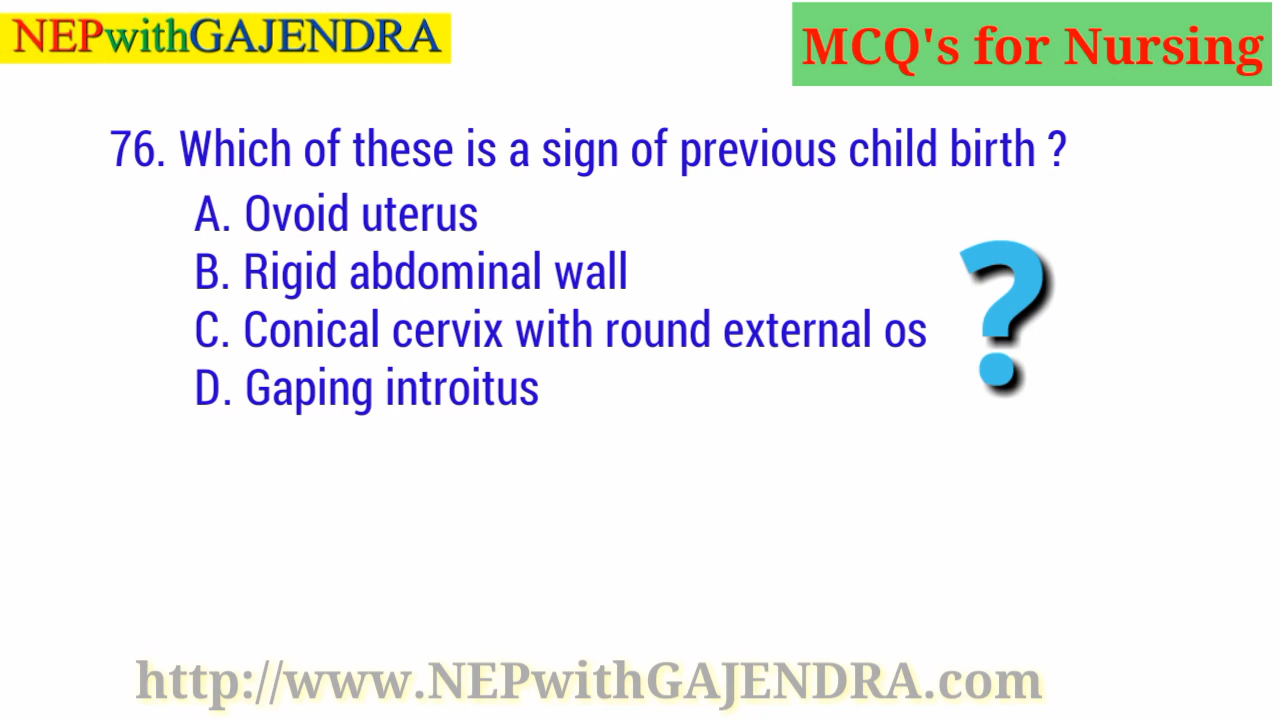 NEPwithGAJENDRA
MCQ's for Nursing
76. Which of these is a sign of previous child birth ?
A. Ovoid uterus
B. Rigid abdominal wall
C. Conical cervix with round external os
D. Gaping introitus
?
http://www.NEPwithGAJENDRA.com